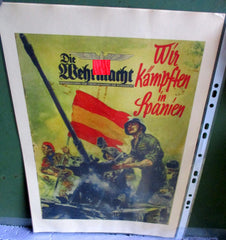 Die
Wehrmacht
Wir
kämpften
in
Spanien